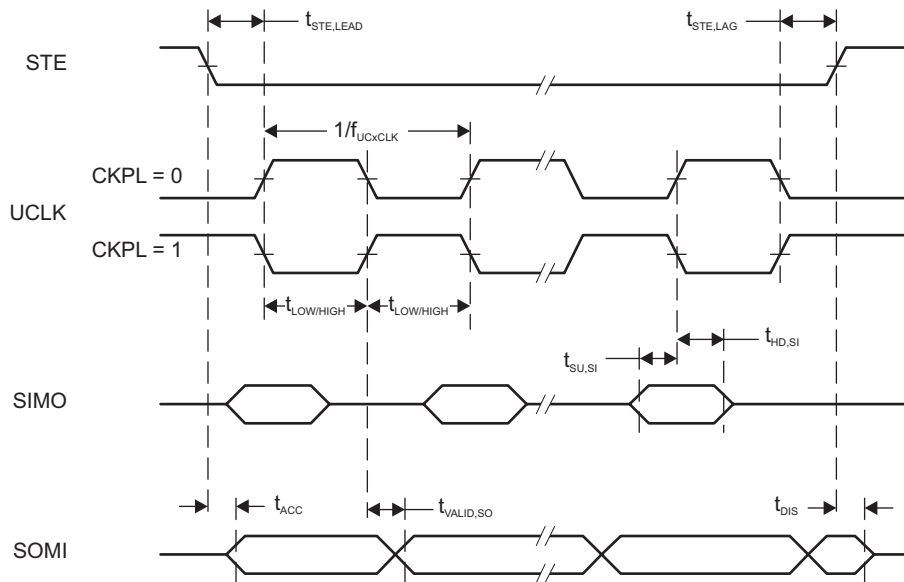 tSTE,LEAD
tSTE,LAG
STE
1/fUCxCLK
CKPL = 0
UCLK
CKPL = 1
tLOW/HIGH
tLOW/HIGH
tHD,SI
tSU,SI
SIMO
tACC
tVALID,SO
tDIS
SOMI